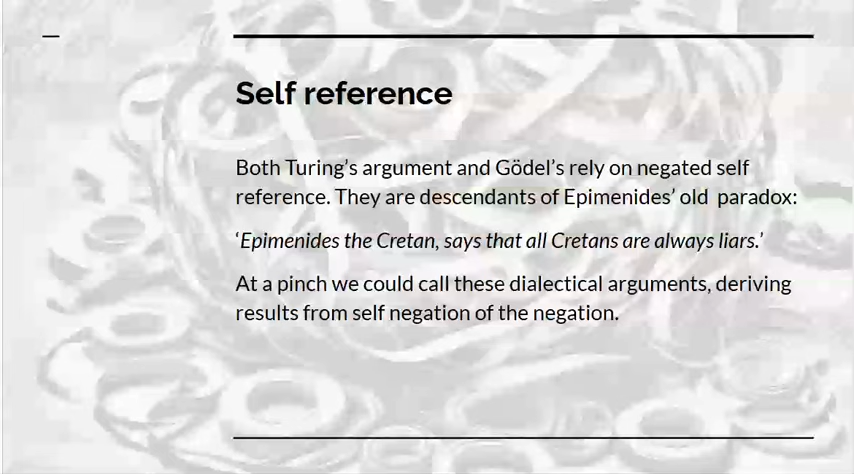 Self reference
Both Turing’s argument and Gödel’s rely on negated self
reference. They are descendants of Epimenides’ old  paradox:
‘Epimenides the Cretan, says that all Cretans are always liars.’
At a pinch we could call these dialectical arguments, deriving
results from self negation of the negation.